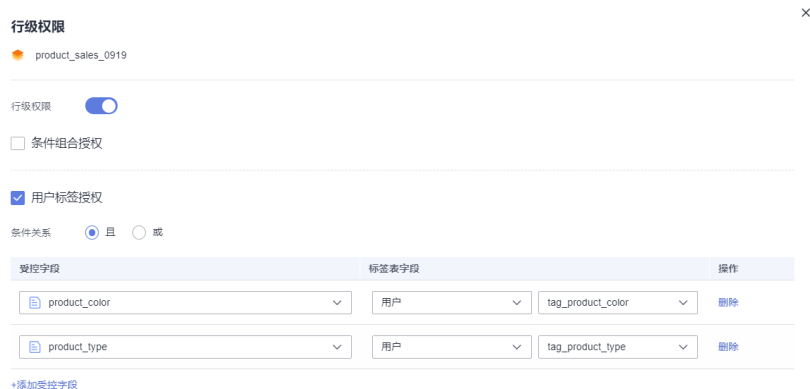 行级权限
product_sales_0919
行级权限
条件组合授权
用户标签授权
条件关系 且 或
受控字段 标签表字段 操作
product_color 用户 tag_product_color 删除
product_type 用户 tag_product_type 删除
+添加受控字段